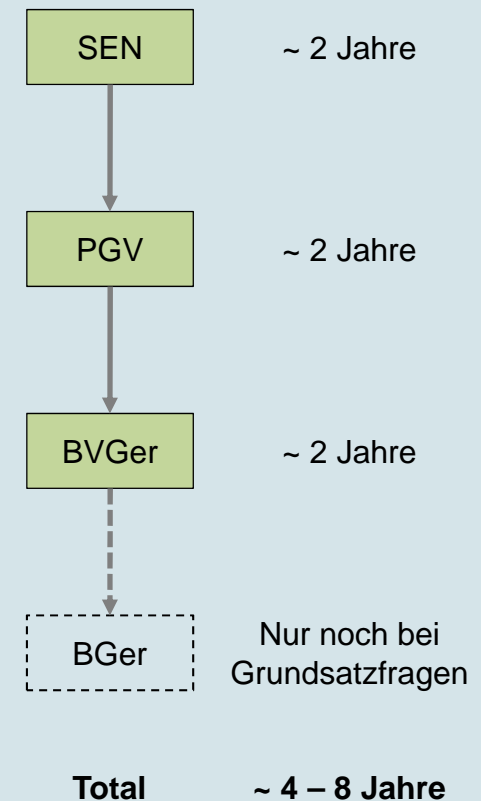 SEN ~ 2 Jahre
PGV ~ 2 Jahre
BVGer ~ 2 Jahre
BGer Nur noch bei
Grundsatzfragen
Total ~ 4 – 8 Jahre